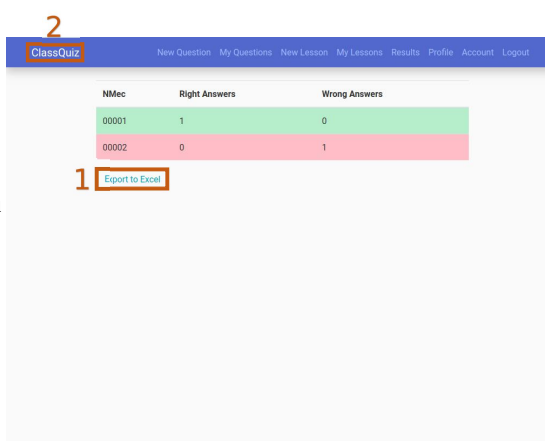 2
ClassQuiz New Question My Questions New Lesson My Lessons Results Profile Account Logout
NMec Right Answers Wrong Answers
00001 1 0
00002 0 1
1 Export to Excel